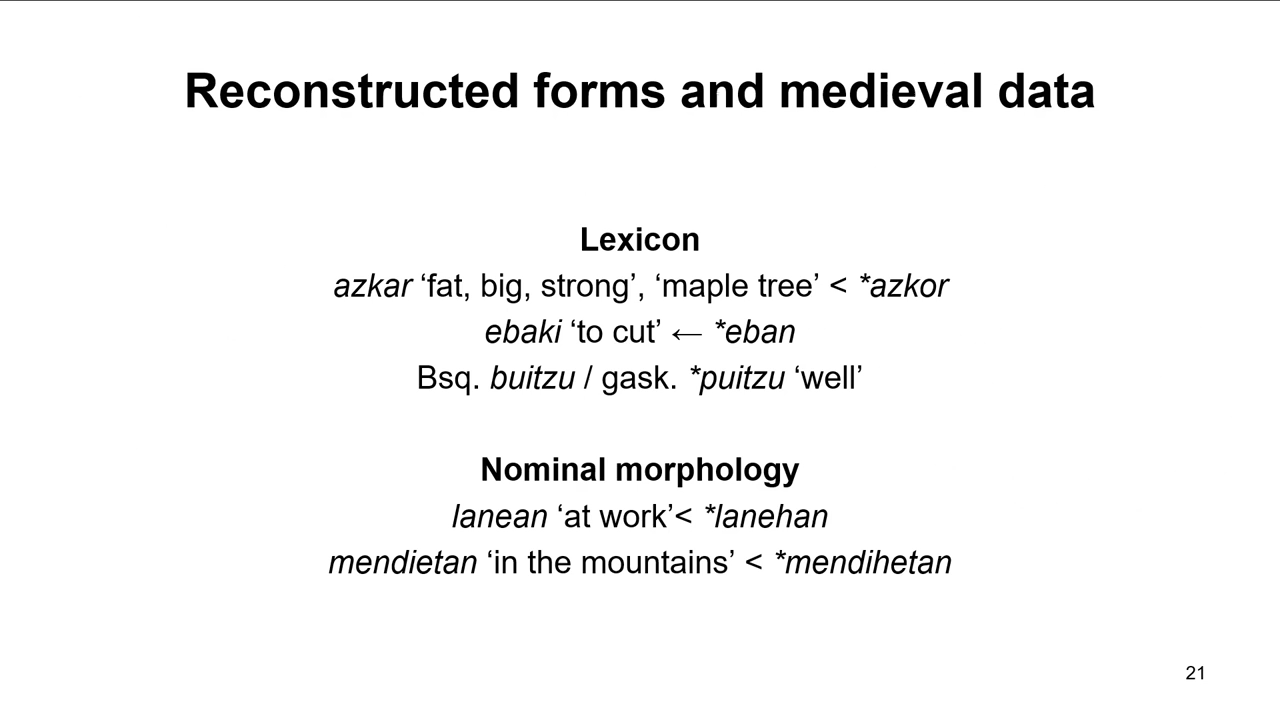 Reconstructed forms and medieval data
Lexicon
azkar ‘fat, big, strong’, ‘maple tree’ < *azkor
ebaki ‘to cut’ ← *eban
Bsq. buitzu / gask. *puitzu ‘well’
Nominal morphology
lanean ‘at work’< *lanehan
mendietan ‘in the mountains’ < *mendihetan
21